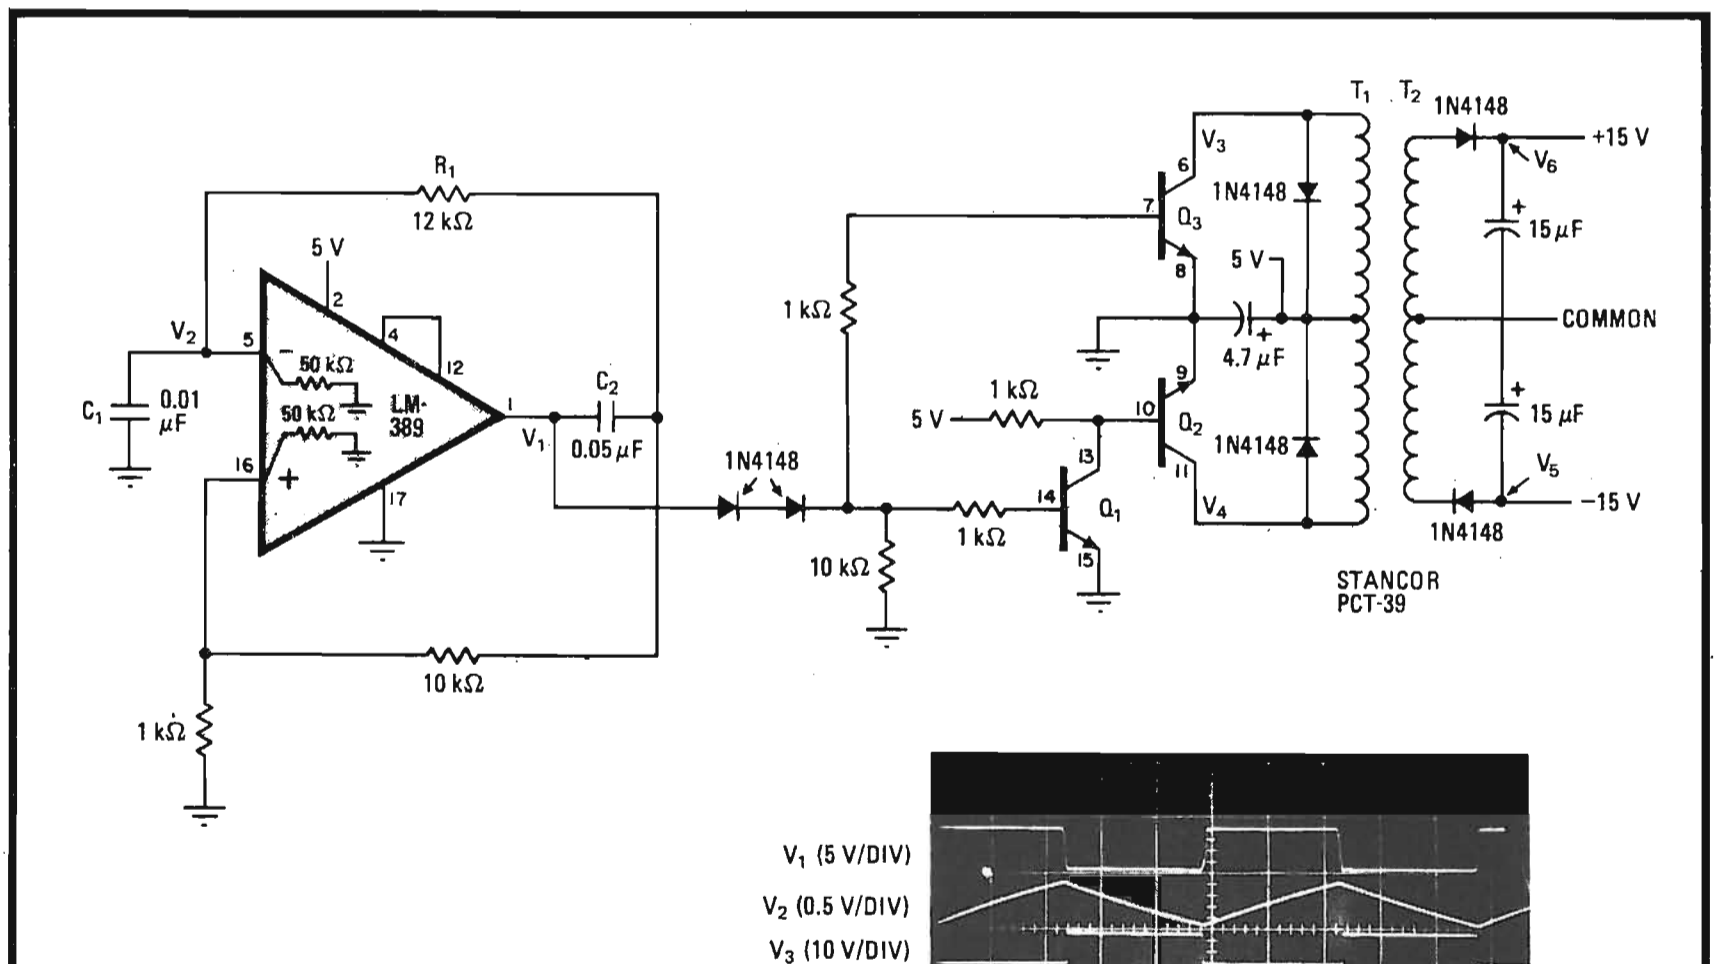 R1
12 kΩ
5 V
2
4
12
V2
5
−
50 kΩ
50 kΩ
LM-
389
1
V1
C2
0.05 μF
C1
0.01
μF
16
+
17
10 kΩ
1 kΩ
1N4148
1 kΩ
10 kΩ
1 kΩ
14
13
Q1
15
5 V
1 kΩ
10
9
Q2
11
V4
7
6
V3
Q3
8
1N4148
5 V
+
4.7 μF
1N4148
T1
T2
1N4148
+15 V
V6
+
15 μF
COMMON
+
15 μF
V5
−15 V
1N4148
STANCOR
PCT-39
V1 (5 V/DIV)
V2 (0.5 V/DIV)
V3 (10 V/DIV)